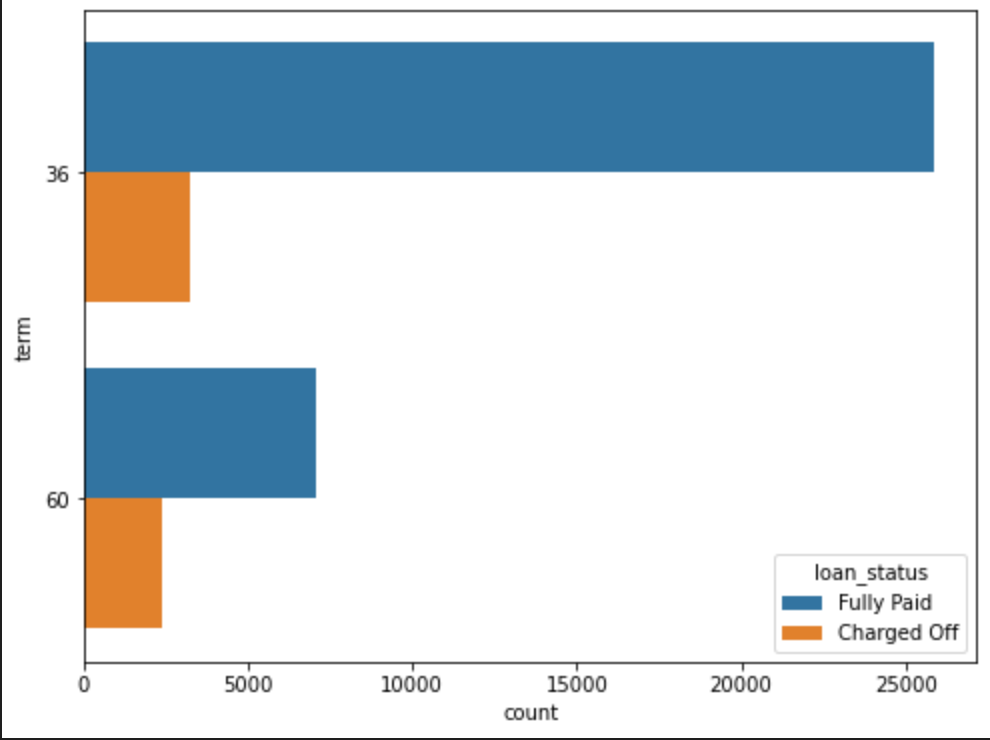 36
term
60
loan_status
Fully Paid
Charged Off
0 5000 10000 15000 20000 25000
count